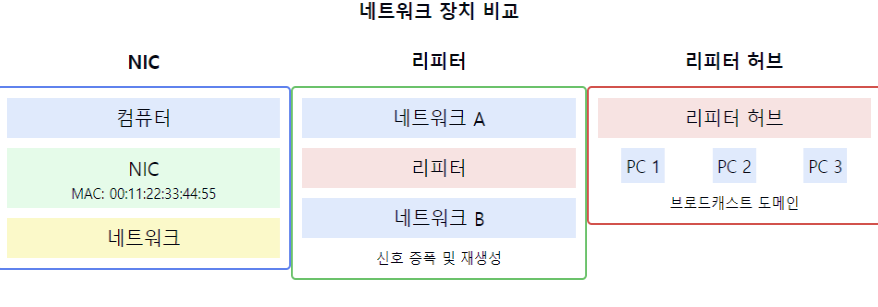 네트워크 장치 비교
NIC
컴퓨터
NIC
MAC: 00:11:22:33:44:55
네트워크
리피터
네트워크 A
리피터
네트워크 B
신호 증폭 및 재생성
리피터 허브
리피터 허브
PC 1
PC 2
PC 3
브로드캐스트 도메인